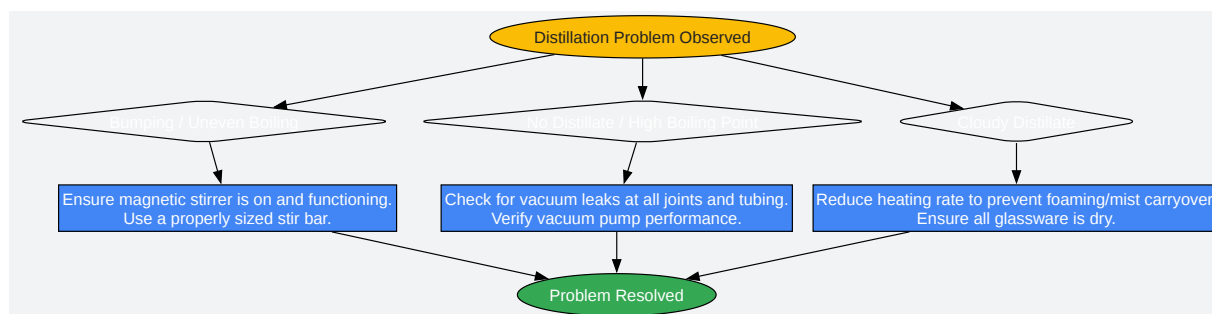 Distillation Problem Observed
Bumping / Uneven Boiling
No Distillate / High Boiling Point
Cloudy Distillate
Ensure magnetic stirrer is on and functioning.
Use a properly sized stir bar.
Check for vacuum leaks at all joints and tubing.
Verify vacuum pump performance.
Reduce heating rate to prevent foaming/mist carryover
Ensure all glassware is dry.
Problem Resolved